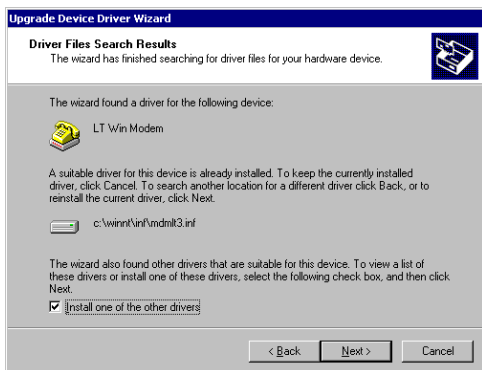 Upgrade Device Driver Wizard
Driver Files Search Results
The wizard has finished searching for driver files for your hardware device.
The wizard found a driver for the following device:
LT Win Modem
A suitable driver for this device is already installed. To keep the currently installed
driver, click Cancel. To search another location for a different driver click Back, or to
reinstall the current driver, click Next.
c:\winnt\inf\mdmlt3.inf
The wizard also found other drivers that are suitable for this device. To view a list of
these drivers or install one of these drivers, select the following check box, and then click
Next.
Install one of the other drivers
< Back Next > Cancel